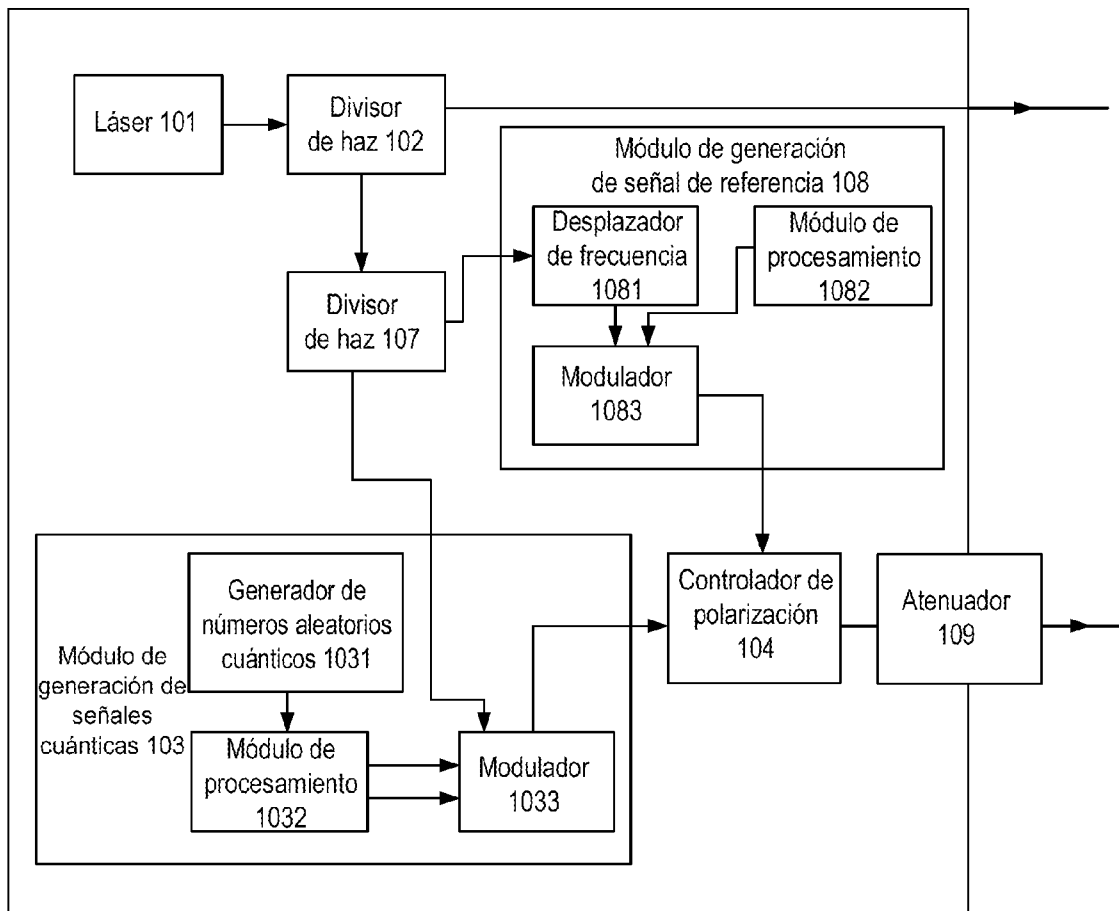 Láser 101
Divisor
de haz 102
Módulo de generación
de señal de referencia 108
Desplazador
de frecuencia
1081
Módulo de
procesamiento
1082
Divisor
de haz 107
Modulador
1083
Generador de
números aleatorios
cuánticos 1031
Controlador de
polarización
104
Atenuador
109
Módulo de
generación de
señales
cuánticas 103
Módulo de
procesamiento
1032
Modulador
1033